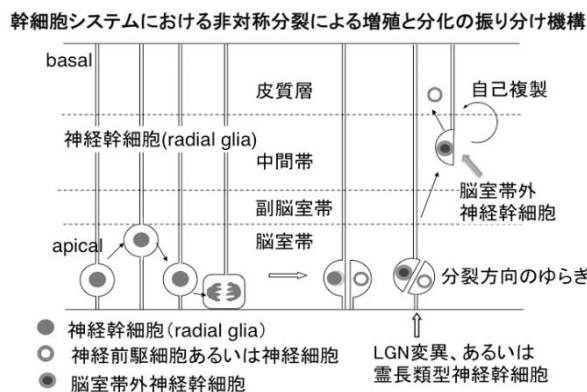 幹細胞システムにおける非対称分裂による増殖と分化の振り分け機構
basal
皮質層
自己複製
神経幹細胞(radial glia)
中間帯
脳室帯外
神経幹細胞
副脳室帯
apical
脳室帯
分裂方向のゆらぎ
神経幹細胞(radial glia)
神経前駆細胞あるいは神経細胞
脳室帯外神経幹細胞
LGN変異、あるいは
霊長類型神経幹細胞